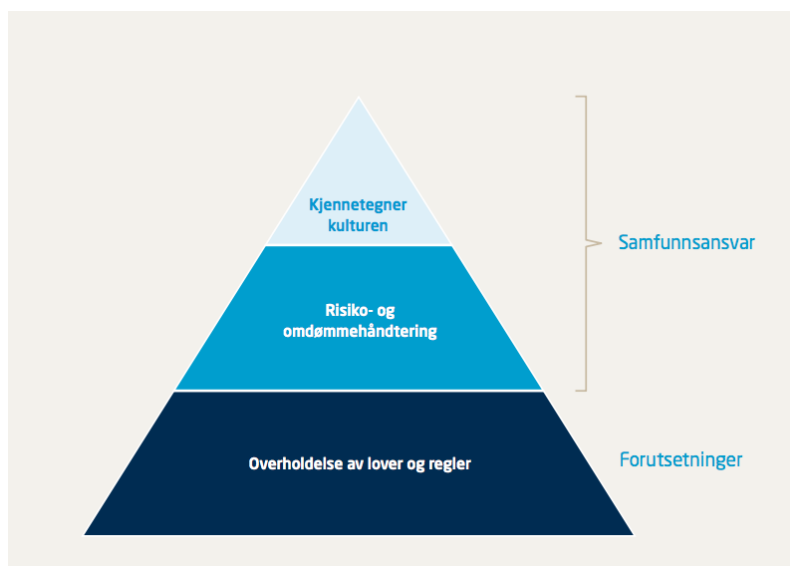 Kjennetegner
kulturen
Samfunnsansvar
Risiko- og
omdømmehåndtering
Overholdelse av lover og regler
Forutsetninger